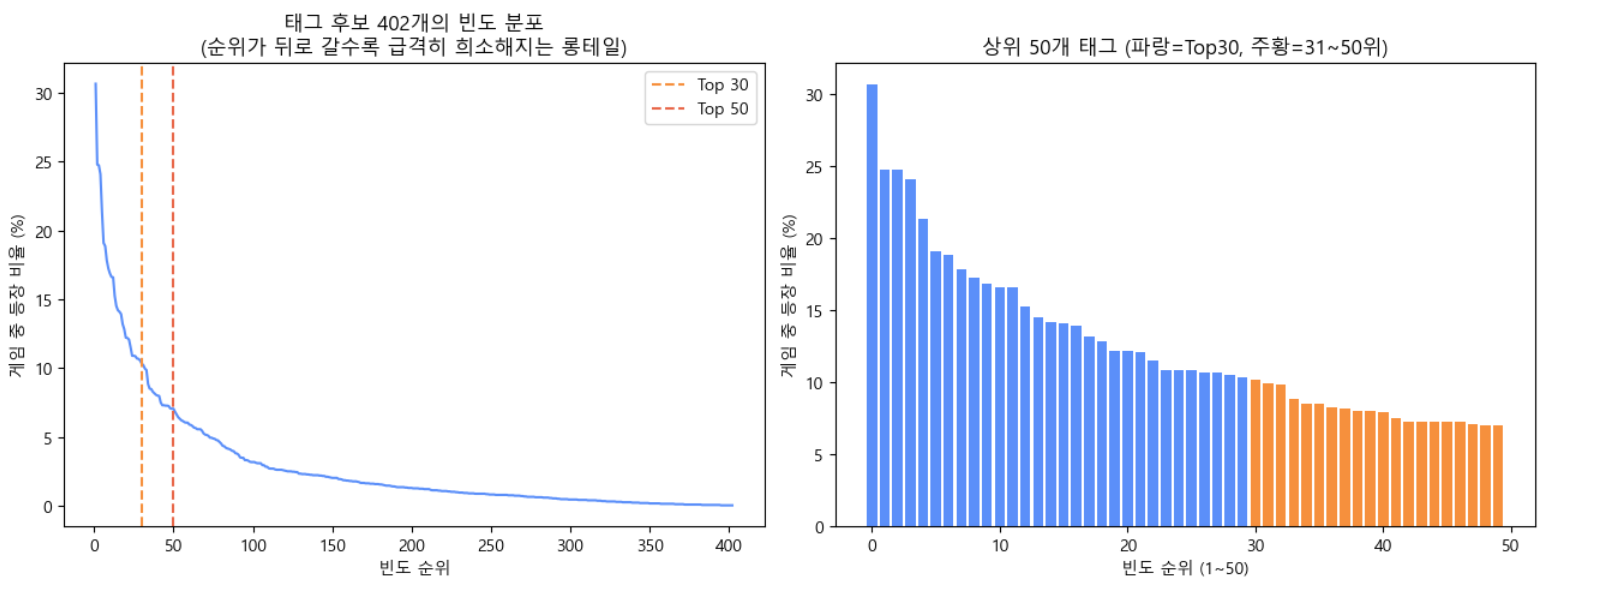 태그 후보 402개의 빈도 분포
(순위가 뒤로 갈수록 급격히 희소해지는 롱테일)
게임 중 등장 비율 (%)
30
25
20
15
10
5
0
Top 30
Top 50
0 50 100 150 200 250 300 350 400
빈도 순위
상위 50개 태그 (파랑=Top30, 주황=31~50위)
게임 중 등장 비율 (%)
30
25
20
15
10
5
0
0 10 20 30 40 50
빈도 순위 (1~50)